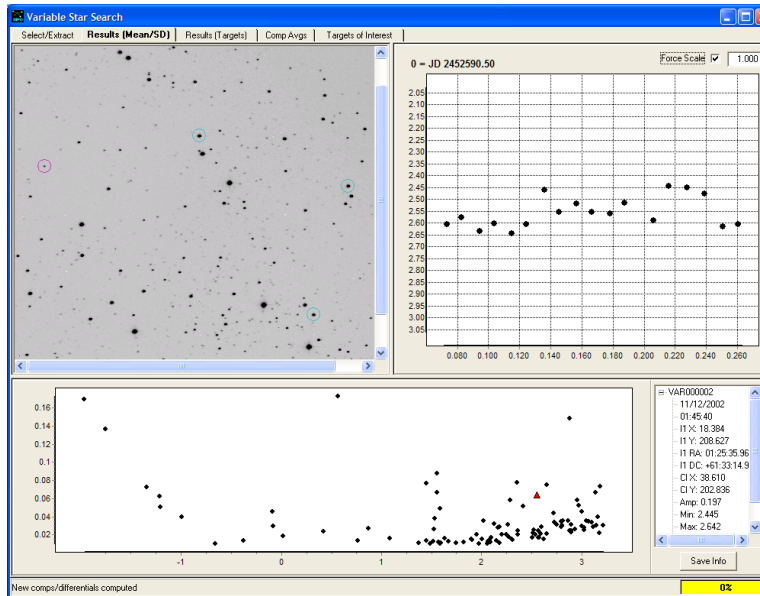 Variable Star Search
Select/Extract Results (Mean/SD) Results (Targets) Comp Avgs Targets of Interest
0 = JD 2452590.50
Force Scale 1.000
2.05
2.10
2.15
2.20
2.25
2.30
2.35
2.40
2.45
2.50
2.55
2.60
2.65
2.70
2.75
2.80
2.85
2.90
2.95
3.00
3.05
0.080 0.100 0.120 0.140 0.160 0.180 0.200 0.220 0.240 0.260
0.16
0.14
0.12
0.1
0.08
0.06
0.04
0.02
-1 0 1 2 3
VAR000002
11/12/2002
01:45:40
I1 X: 18.384
I1 Y: 208.627
I1 RA: 01:25:35.96
I1 DC: +61:33:14.9
CI X: 38.610
CI Y: 202.836
Amp: 0.197
Min: 2.445
Max: 2.642
Save Info
New comps/differentials computed
0%